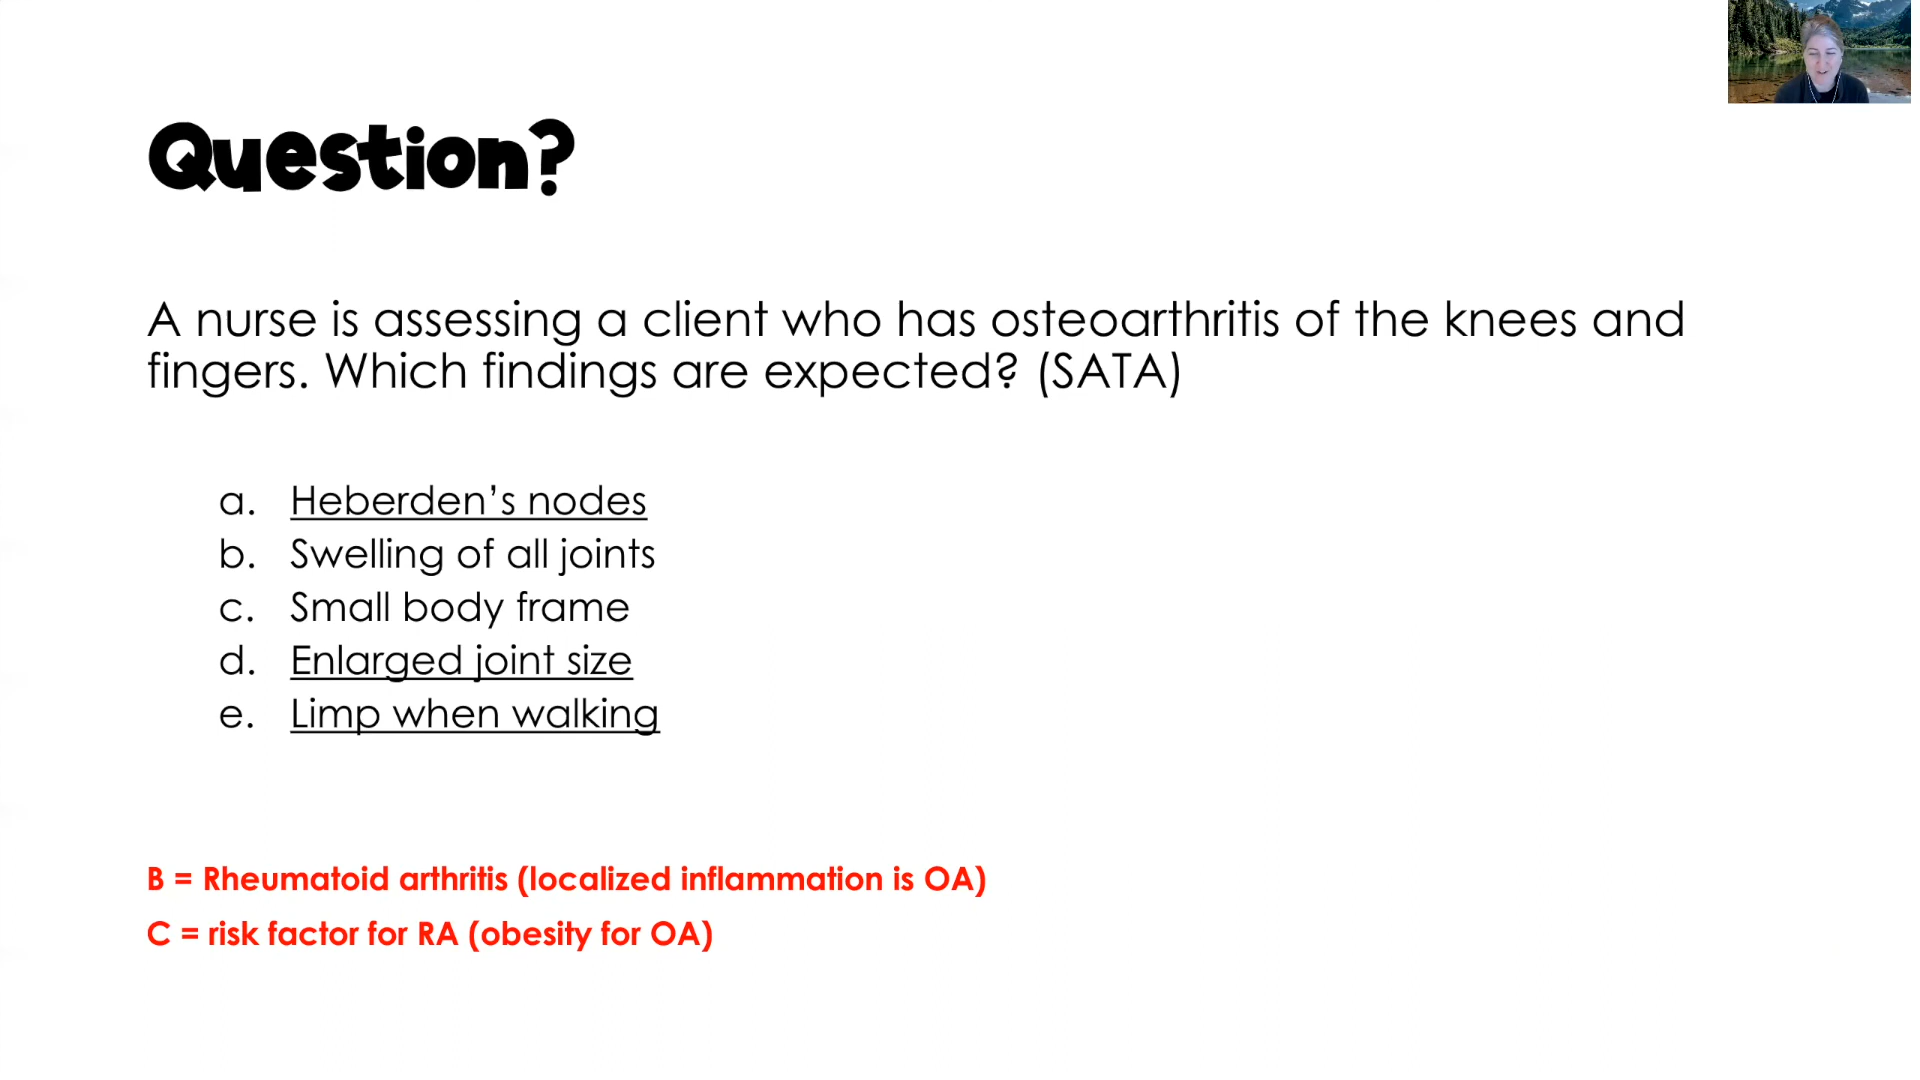 Question?
A nurse is assessing a client who has osteoarthritis of the knees and
fingers. Which findings are expected? (SATA)
a. Heberden’s nodes
b. Swelling of all joints
c. Small body frame
d. Enlarged joint size
e. Limp when walking
B = Rheumatoid arthritis (localized inflammation is OA)
C = risk factor for RA (obesity for OA)